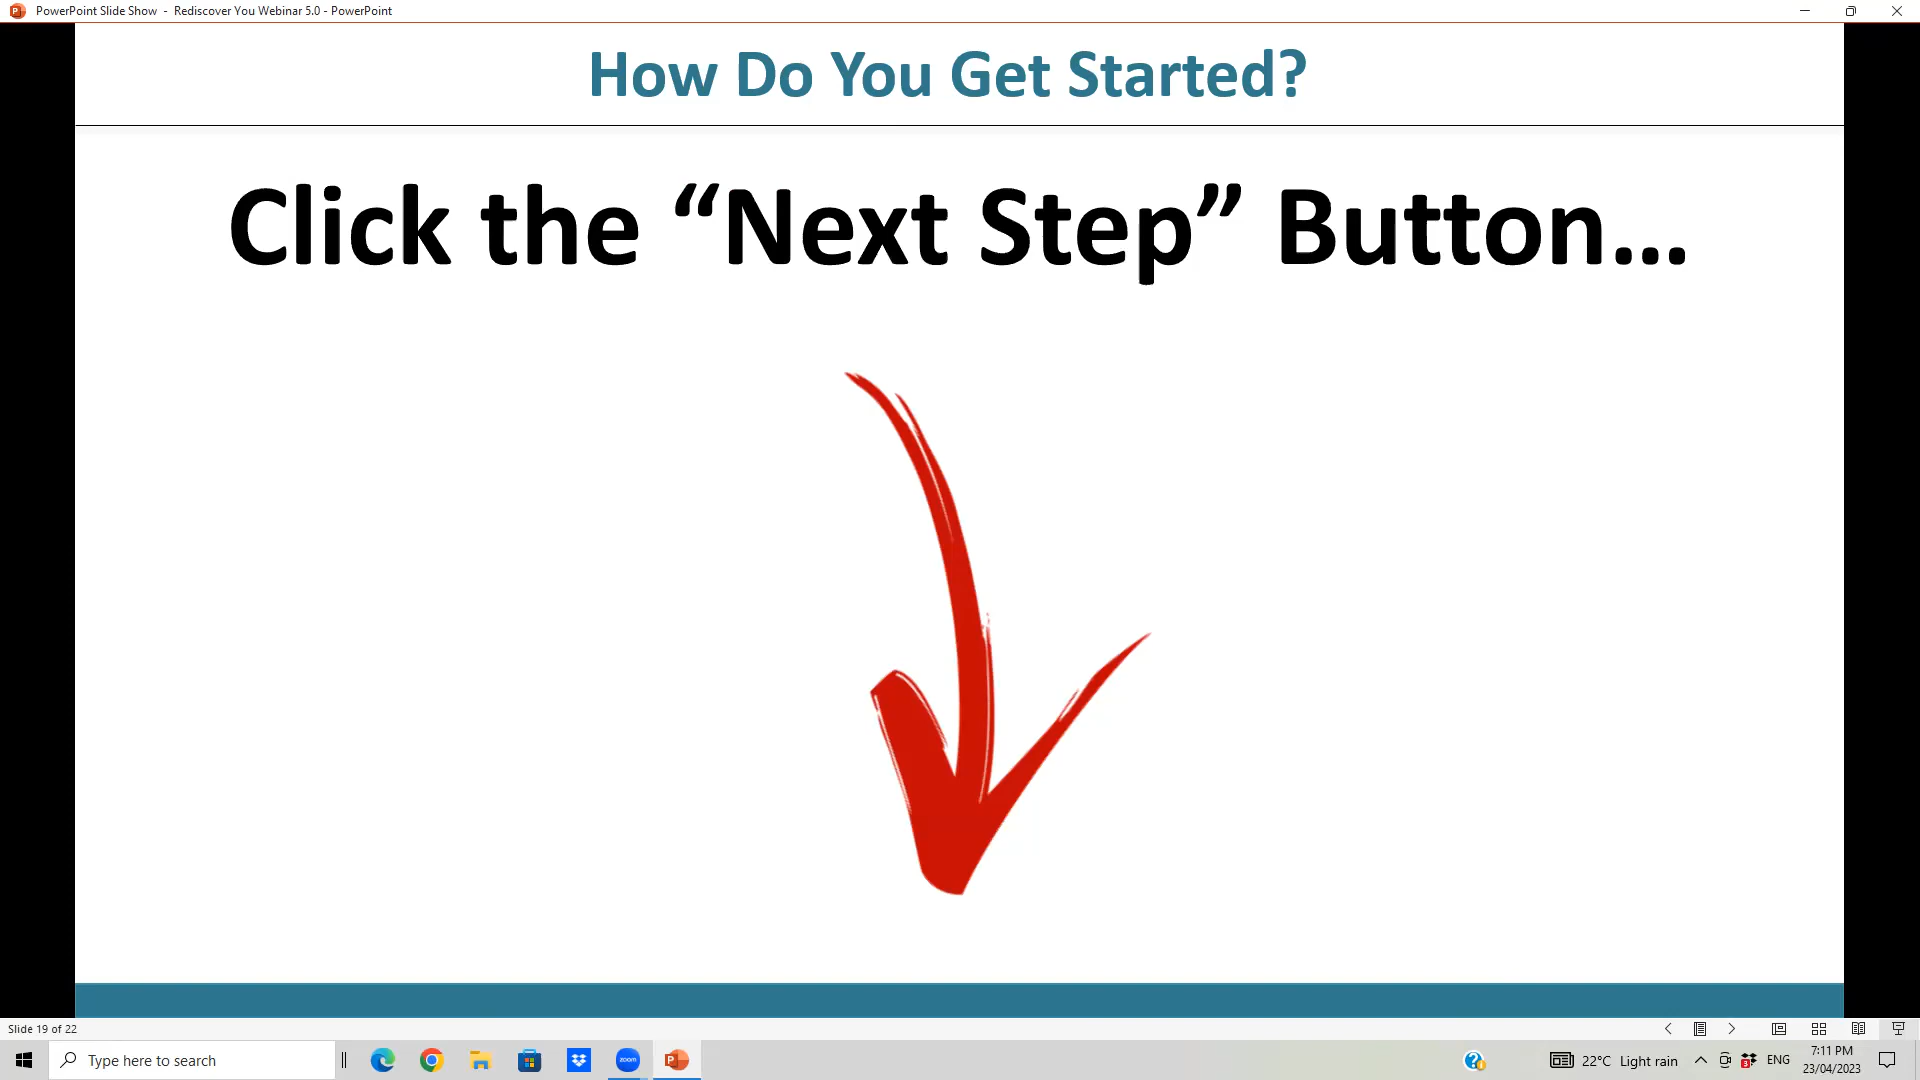 PowerPoint Slide Show - Rediscover You Webinar 5.0 - PowerPoint
How Do You Get Started?
Click the “Next Step” Button...
Slide 19 of 22
Type here to search
zoom
22°C Light rain
ENG
7:11 PM
23/04/2023